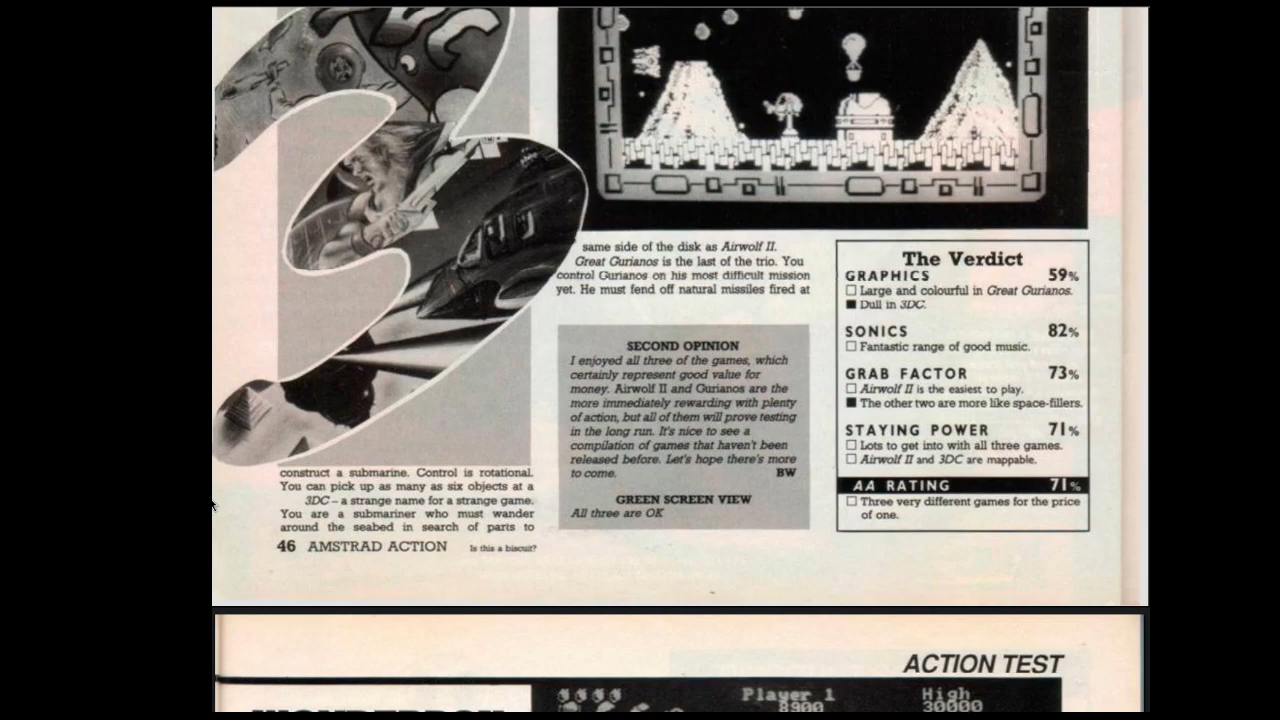 same side of the disk as Airwolf II.
Great Gurianos is the last of the trio. You
control Gurianos on his most difficult mission
yet. He must fend off natural missiles fired at
SECOND OPINION
I enjoyed all three of the games, which
certainly represent good value for
money. Airwolf II and Gurianos are the
more immediately rewarding with plenty
of action, but all of them will prove testing
in the long run. It's nice to see a
compilation of games that haven't been
released before. Let's hope there's more
to come. BW
GREEN SCREEN VIEW
All three are OK
The Verdict
GRAPHICS 59%
□ Large and colourful in Great Gurianos.
■ Dull in 3DC.
SONICS 82%
□ Fantastic range of good music.
GRAB FACTOR 73%
□ Airwolf II is the easiest to play.
■ The other two are more like space-fillers.
STAYING POWER 71%
□ Lots to get into with all three games.
□ Airwolf II and 3DC are mappable.
AA RATING 71%
□ Three very different games for the price
of one.
construct a submarine. Control is rotational.
You can pick up as many as six objects at a
3DC – a strange name for a strange game.
You are a submariner who must wander
around the seabed in search of parts to
46 AMSTRAD ACTION Is this a biscuit?
ACTION TEST
Player 1 High
8900 30000